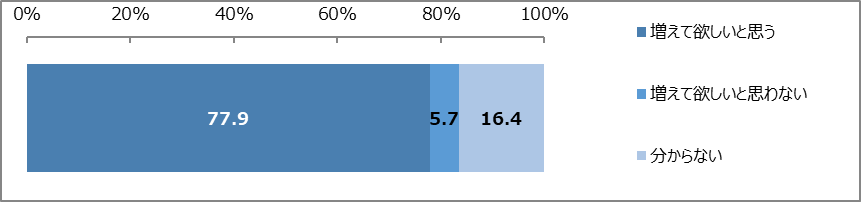 0% 20% 40% 60% 80% 100%
77.9 5.7 16.4
増えて欲しいと思う
増えて欲しいと思わない
分からない